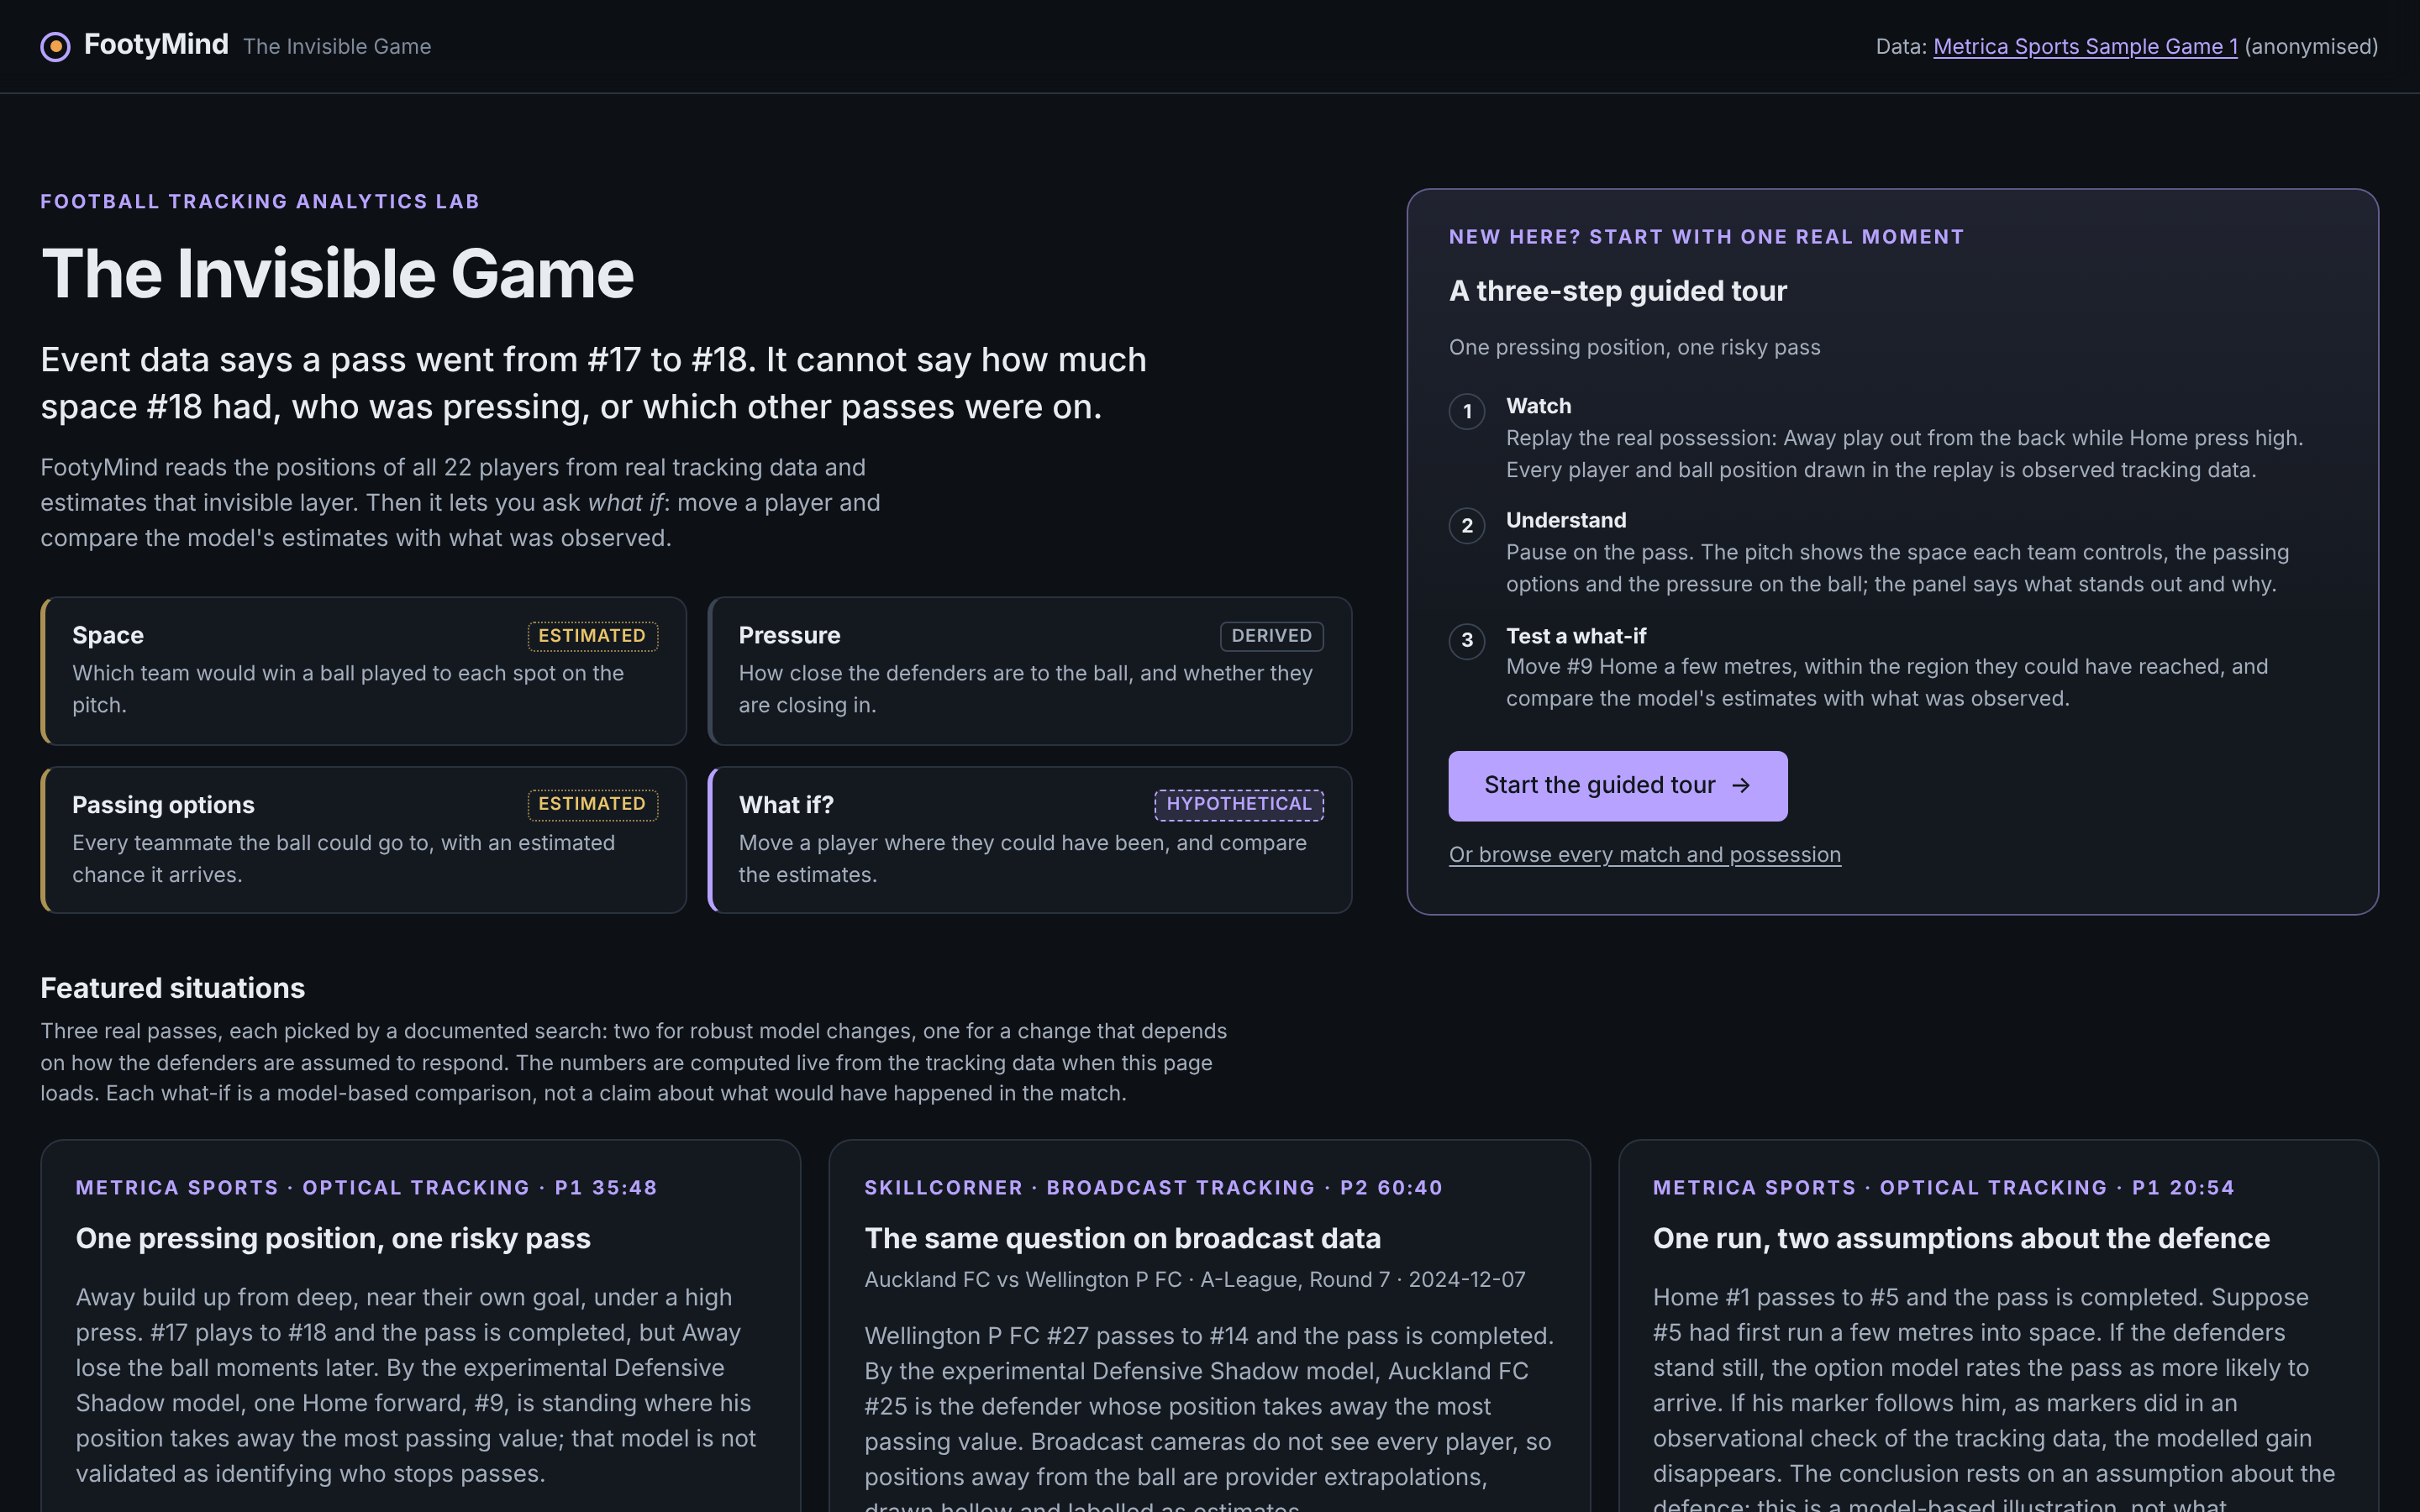 FootyMind The Invisible Game
Data: Metrica Sports Sample Game 1 (anonymised)
FOOTBALL TRACKING ANALYTICS LAB
The Invisible Game
Event data says a pass went from #17 to #18. It cannot say how much
space #18 had, who was pressing, or which other passes were on.
FootyMind reads the positions of all 22 players from real tracking data and
estimates that invisible layer. Then it lets you ask what if: move a player and
compare the model's estimates with what was observed.
Space ESTIMATED
Which team would win a ball played to each spot on the
pitch.
Pressure DERIVED
How close the defenders are to the ball, and whether they
are closing in.
Passing options ESTIMATED
Every teammate the ball could go to, with an estimated
chance it arrives.
What if? HYPOTHETICAL
Move a player where they could have been, and compare
the estimates.
NEW HERE? START WITH ONE REAL MOMENT
A three-step guided tour
One pressing position, one risky pass
1 Watch
Replay the real possession: Away play out from the back while Home press high.
Every player and ball position drawn in the replay is observed tracking data.
2 Understand
Pause on the pass. The pitch shows the space each team controls, the passing
options and the pressure on the ball; the panel says what stands out and why.
3 Test a what-if
Move #9 Home a few metres, within the region they could have reached, and
compare the model's estimates with what was observed.
Start the guided tour →
Or browse every match and possession
Featured situations
Three real passes, each picked by a documented search: two for robust model changes, one for a change that depends
on how the defenders are assumed to respond. The numbers are computed live from the tracking data when this page
loads. Each what-if is a model-based comparison, not a claim about what would have happened in the match.
METRICA SPORTS · OPTICAL TRACKING · P1 35:48
One pressing position, one risky pass
Away build up from deep, near their own goal, under a high
press. #17 plays to #18 and the pass is completed, but Away
lose the ball moments later. By the experimental Defensive
Shadow model, one Home forward, #9, is standing where his
position takes away the most passing value; that model is not
validated as identifying who stops passes.
SKILLCORNER · BROADCAST TRACKING · P2 60:40
The same question on broadcast data
Auckland FC vs Wellington P FC · A-League, Round 7 · 2024-12-07
Wellington P FC #27 passes to #14 and the pass is completed.
By the experimental Defensive Shadow model, Auckland FC
#25 is the defender whose position takes away the most
passing value. Broadcast cameras do not see every player, so
positions away from the ball are provider extrapolations,
drawn hollow and labelled as estimates.
METRICA SPORTS · OPTICAL TRACKING · P1 20:54
One run, two assumptions about the defence
Home #1 passes to #5 and the pass is completed. Suppose
#5 had first run a few metres into space. If the defenders
stand still, the option model rates the pass as more likely to
arrive. If his marker follows him, as markers did in an
observational check of the tracking data, the modelled gain
disappears. The conclusion rests on an assumption about the
defence; this is a model-based illustration, not what